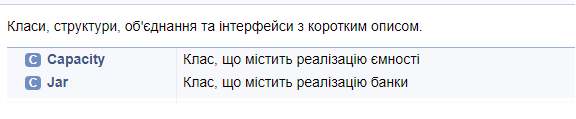 Класи, структури, об'єднання та інтерфейси з коротким описом.
C Capacity Клас, що містить реалізацію ємності
C Jar Клас, що містить реалізацію банки